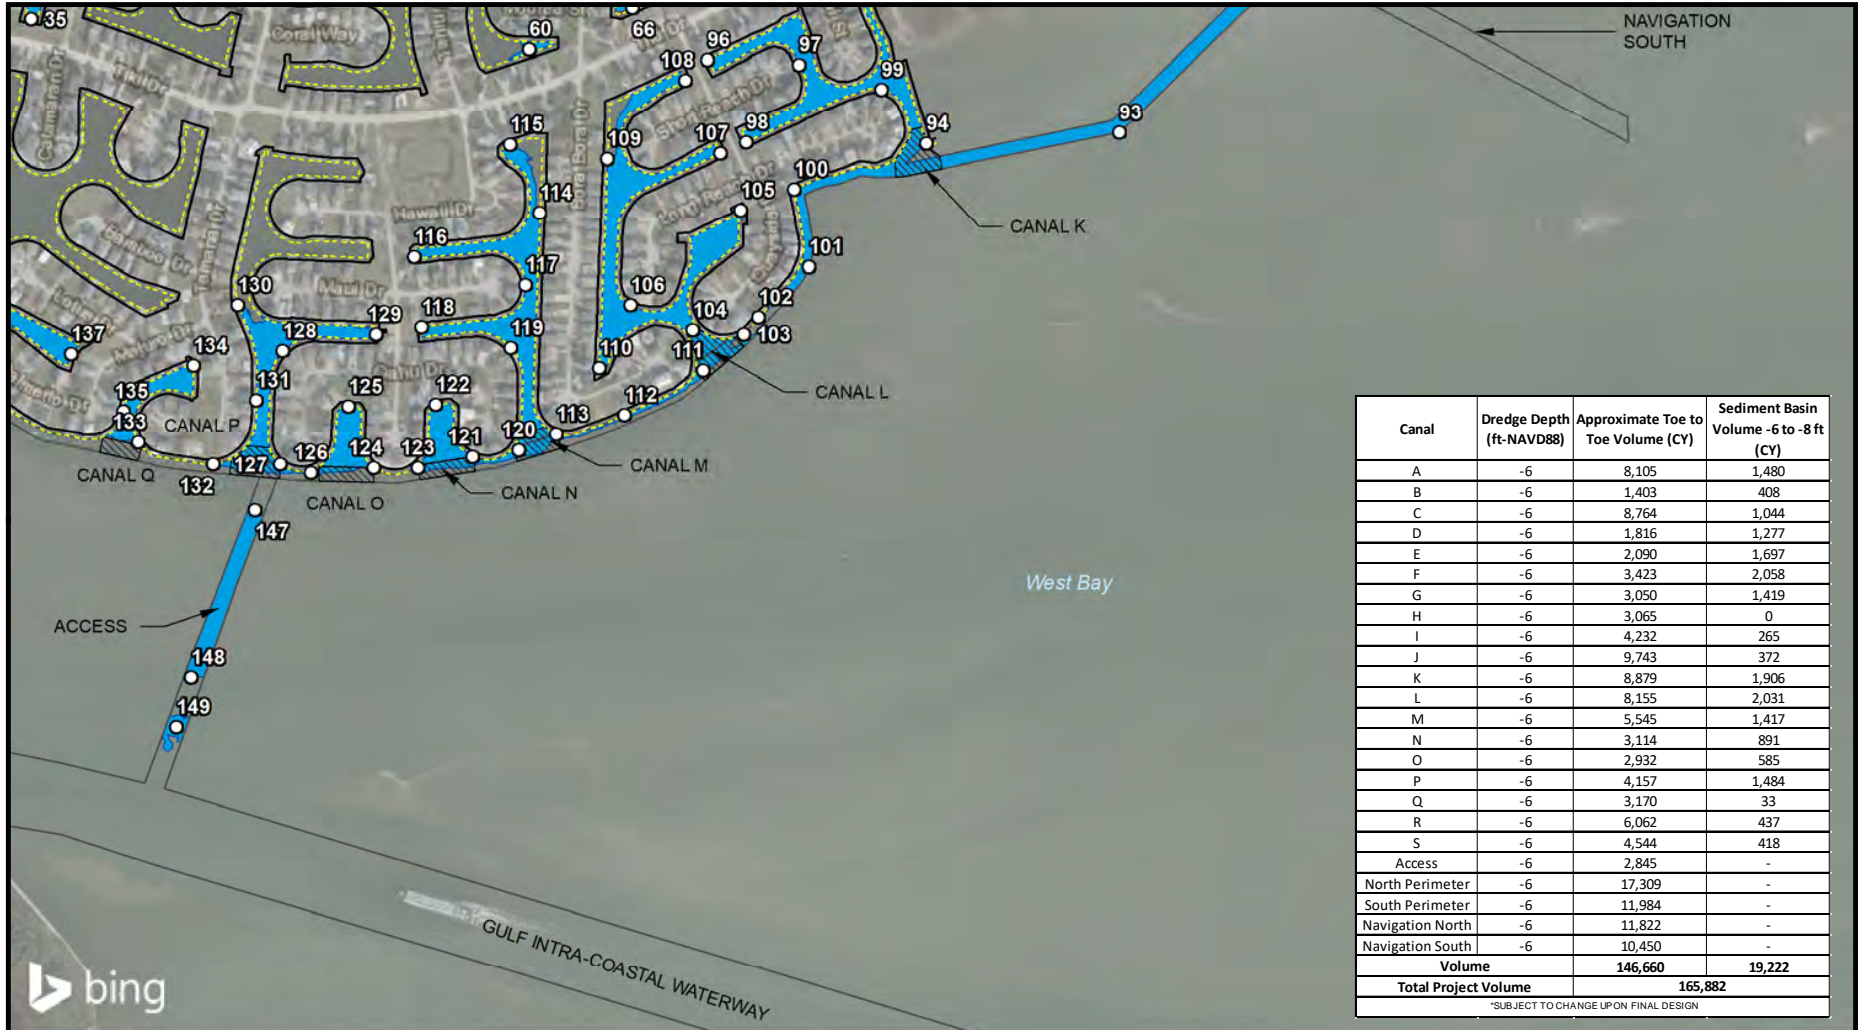 NAVIGATION
SOUTH
35
Coral Way
60
66
96
97
Tiki Dr
Tiki Dr
108
99
Catamaran Dr
Short Reach Dr
93
94
115
109
107
98
Bora Bora Dr
100
105
Long Reach Dr
114
Hawaii Dr
CANAL K
116
Quayside
101
Bamboo Dr
Tamara Dr
117
Maui Dr
130
106
102
118
104
103
129
128
119
137
134
110
111
Oahu Dr
135
131
125
122
CANAL L
112
133
CANAL P
113
126
124
123
121
120
127
CANAL Q
132
CANAL O
CANAL N
CANAL M
147
West Bay
ACCESS
148
149
GULF INTRA-COASTAL WATERWAY
bing
Canal Dredge Depth (ft-NAVD88) Approximate Toe to Toe Volume (CY) Sediment Basin Volume -6 to -8 ft (CY)
A -6 8,105 1,480
B -6 1,403 408
C -6 8,764 1,044
D -6 1,816 1,277
E -6 2,090 1,697
F -6 3,423 2,058
G -6 3,050 1,419
H -6 3,065 0
I -6 4,232 265
J -6 9,743 372
K -6 8,879 1,906
L -6 8,155 2,031
M -6 5,545 1,417
N -6 3,114 891
O -6 2,932 585
P -6 4,157 1,484
Q -6 3,170 33
R -6 6,062 437
S -6 4,544 418
Access -6 2,845 -
North Perimeter -6 17,309 -
South Perimeter -6 11,984 -
Navigation North -6 11,822 -
Navigation South -6 10,450 -
Volume 146,660 19,222
Total Project Volume 165,882
*SUBJECT TO CHANGE UPON FINAL DESIGN